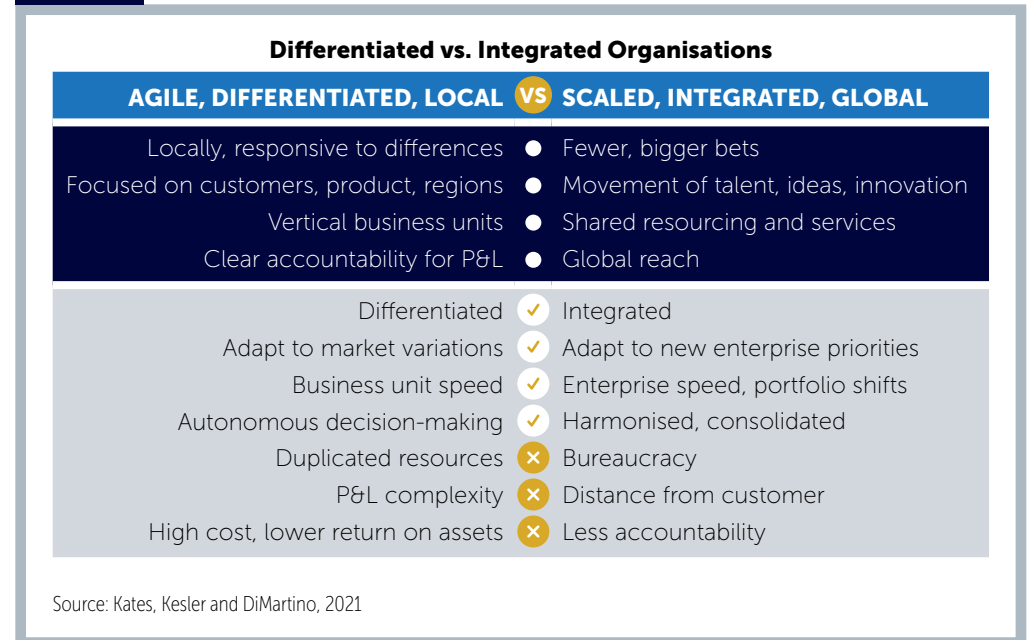 Differentiated vs. Integrated Organisations
AGILE, DIFFERENTIATED, LOCAL VS SCALED, INTEGRATED, GLOBAL
Locally, responsive to differences Fewer, bigger bets
Focused on customers, product, regions Movement of talent, ideas, innovation
Vertical business units Shared resourcing and services
Clear accountability for P&L Global reach
Differentiated Integrated
Adapt to market variations Adapt to new enterprise priorities
Business unit speed Enterprise speed, portfolio shifts
Autonomous decision-making Harmonised, consolidated
Duplicated resources Bureaucracy
P&L complexity Distance from customer
High cost, lower return on assets Less accountability
Source: Kates, Kesler and DiMartino, 2021